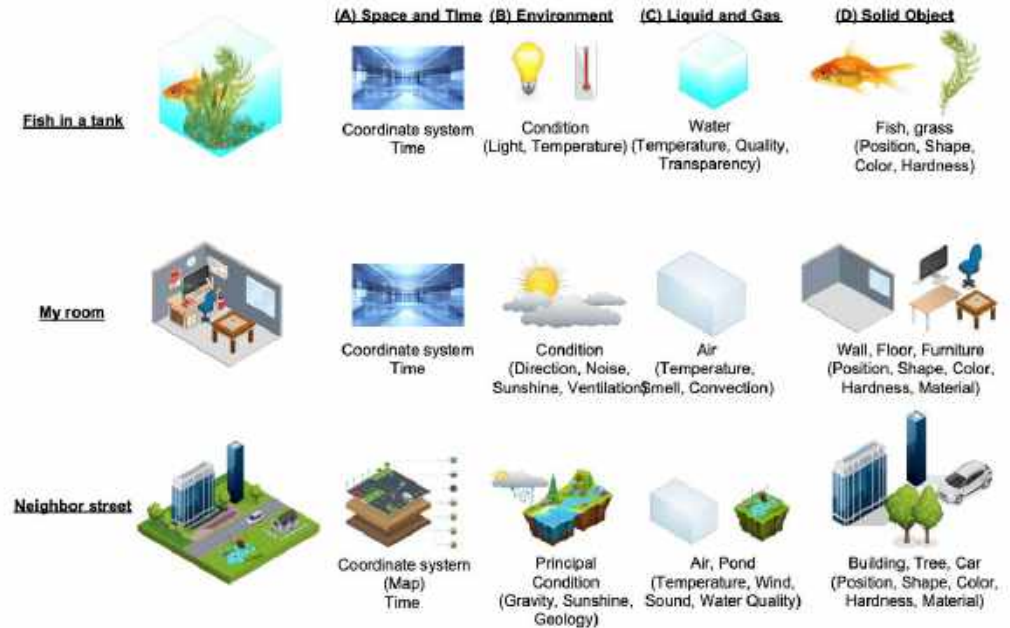 (A) Space and TIme (B) Environment (C) Liquid and Gas (D) Solid Object
Fish in a tank
Coordinate system
Time
Condition
(Light, Temperature)
Water
(Temperature, Quality,
Transparency)
Fish, grass
(Position, Shape,
Color, Hardness)
My room
Coordinate system
Time
Condition
(Direction, Noise,
Sunshine, Ventilation)
Air
(Temperature,
Smell, Convection)
Wall, Floor, Furniture
(Position, Shape, Color,
Hardness, Material)
Neighbor street
Coordinate system
(Map)
Time
Principal
Condition
(Gravity, Sunshine,
Geology)
Air, Pond
(Temperature, Wind,
Sound, Water Quality)
Building, Tree, Car
(Position, Shape, Color,
Hardness, Material)